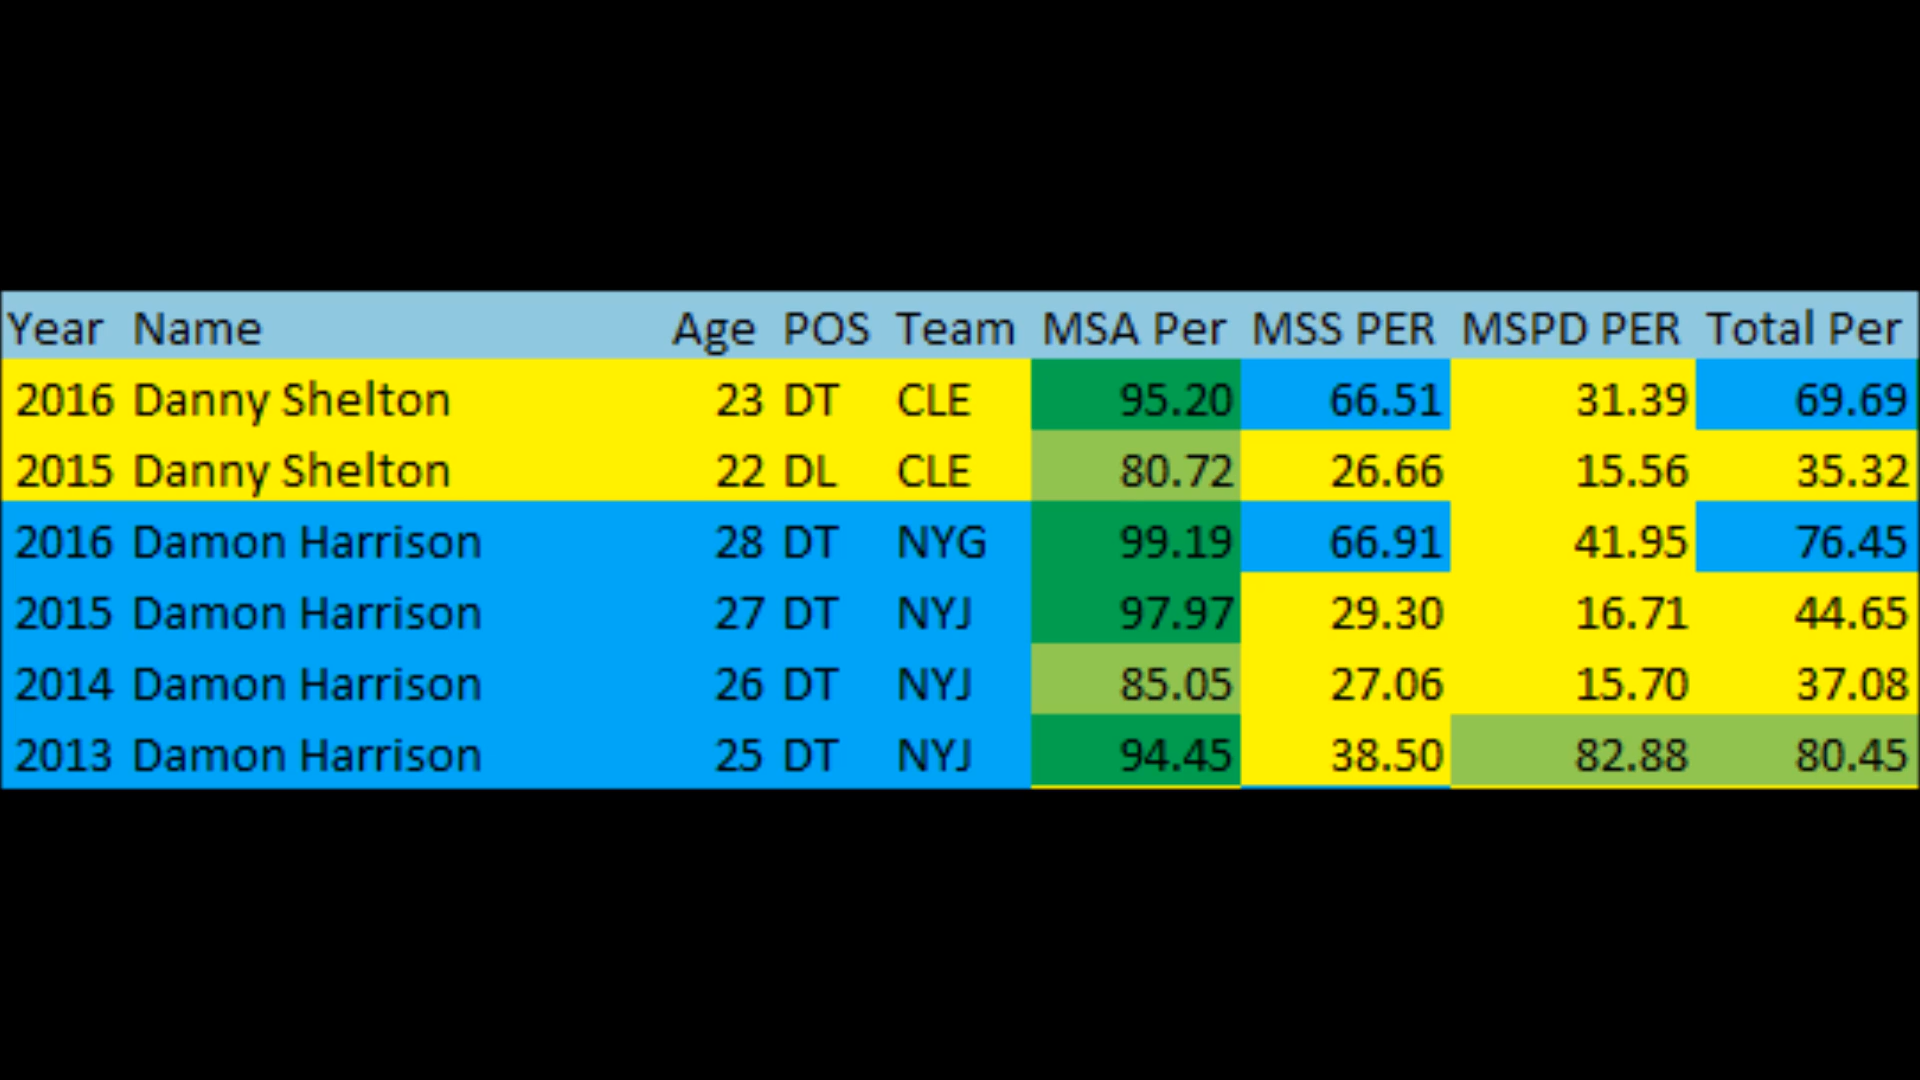 Year Name Age POS Team MSA Per MSS PER MSPD PER Total Per
2016 Danny Shelton 23 DT CLE 95.20 66.51 31.39 69.69
2015 Danny Shelton 22 DL CLE 80.72 26.66 15.56 35.32
2016 Damon Harrison 28 DT NYG 99.19 66.91 41.95 76.45
2015 Damon Harrison 27 DT NYJ 97.97 29.30 16.71 44.65
2014 Damon Harrison 26 DT NYJ 85.05 27.06 15.70 37.08
2013 Damon Harrison 25 DT NYJ 94.45 38.50 82.88 80.45